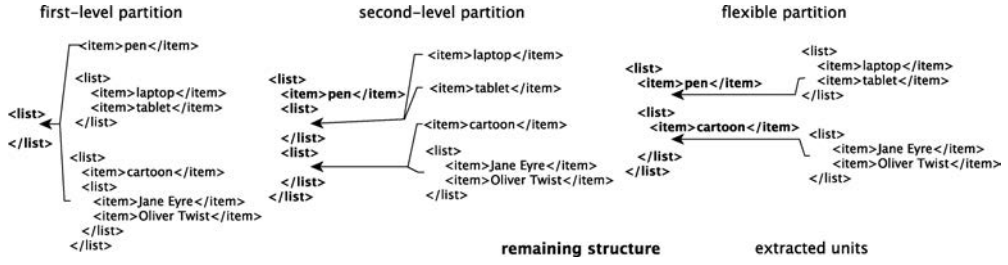 first-level partition
<item>pen</item>
<list>
<item>laptop</item>
<item>tablet</item>
</list>
<list>
</list>
<list>
<item>cartoon</item>
<list>
<item>Jane Eyre</item>
<item>Oliver Twist</item>
</list>
</list>
second-level partition
<list>
<item>pen</item>
<list>
</list>
<list>
</list>
</list>
<item>laptop</item>
<item>tablet</item>
<item>cartoon</item>
<list>
<item>Jane Eyre</item>
<item>Oliver Twist</item>
</list>
flexible partition
<list>
<item>pen</item>
<list>
<item>cartoon</item>
</list>
</list>
<list>
<item>laptop</item>
<item>tablet</item>
</list>
<list>
<item>Jane Eyre</item>
<item>Oliver Twist</item>
</list>
remaining structure
extracted units